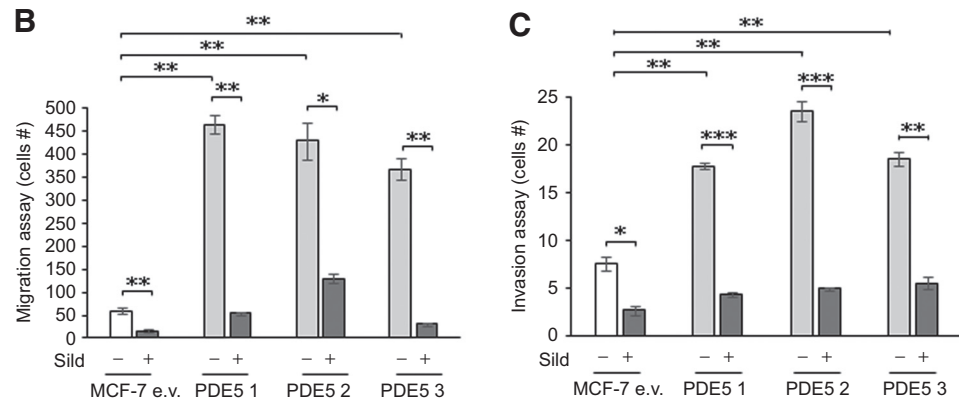 B
**
**
** ** * **
**
Migration assay (cells #)
500
450
400
350
300
250
200
150
100
50
0
Sild − + − + − + − +
MCF-7 e.v. PDE5 1 PDE5 2 PDE5 3
C
**
**
** *** *** **
*
Invasion assay (cells #)
25
20
15
10
5
0
Sild − + − + − + − +
MCF-7 e.v. PDE5 1 PDE5 2 PDE5 3